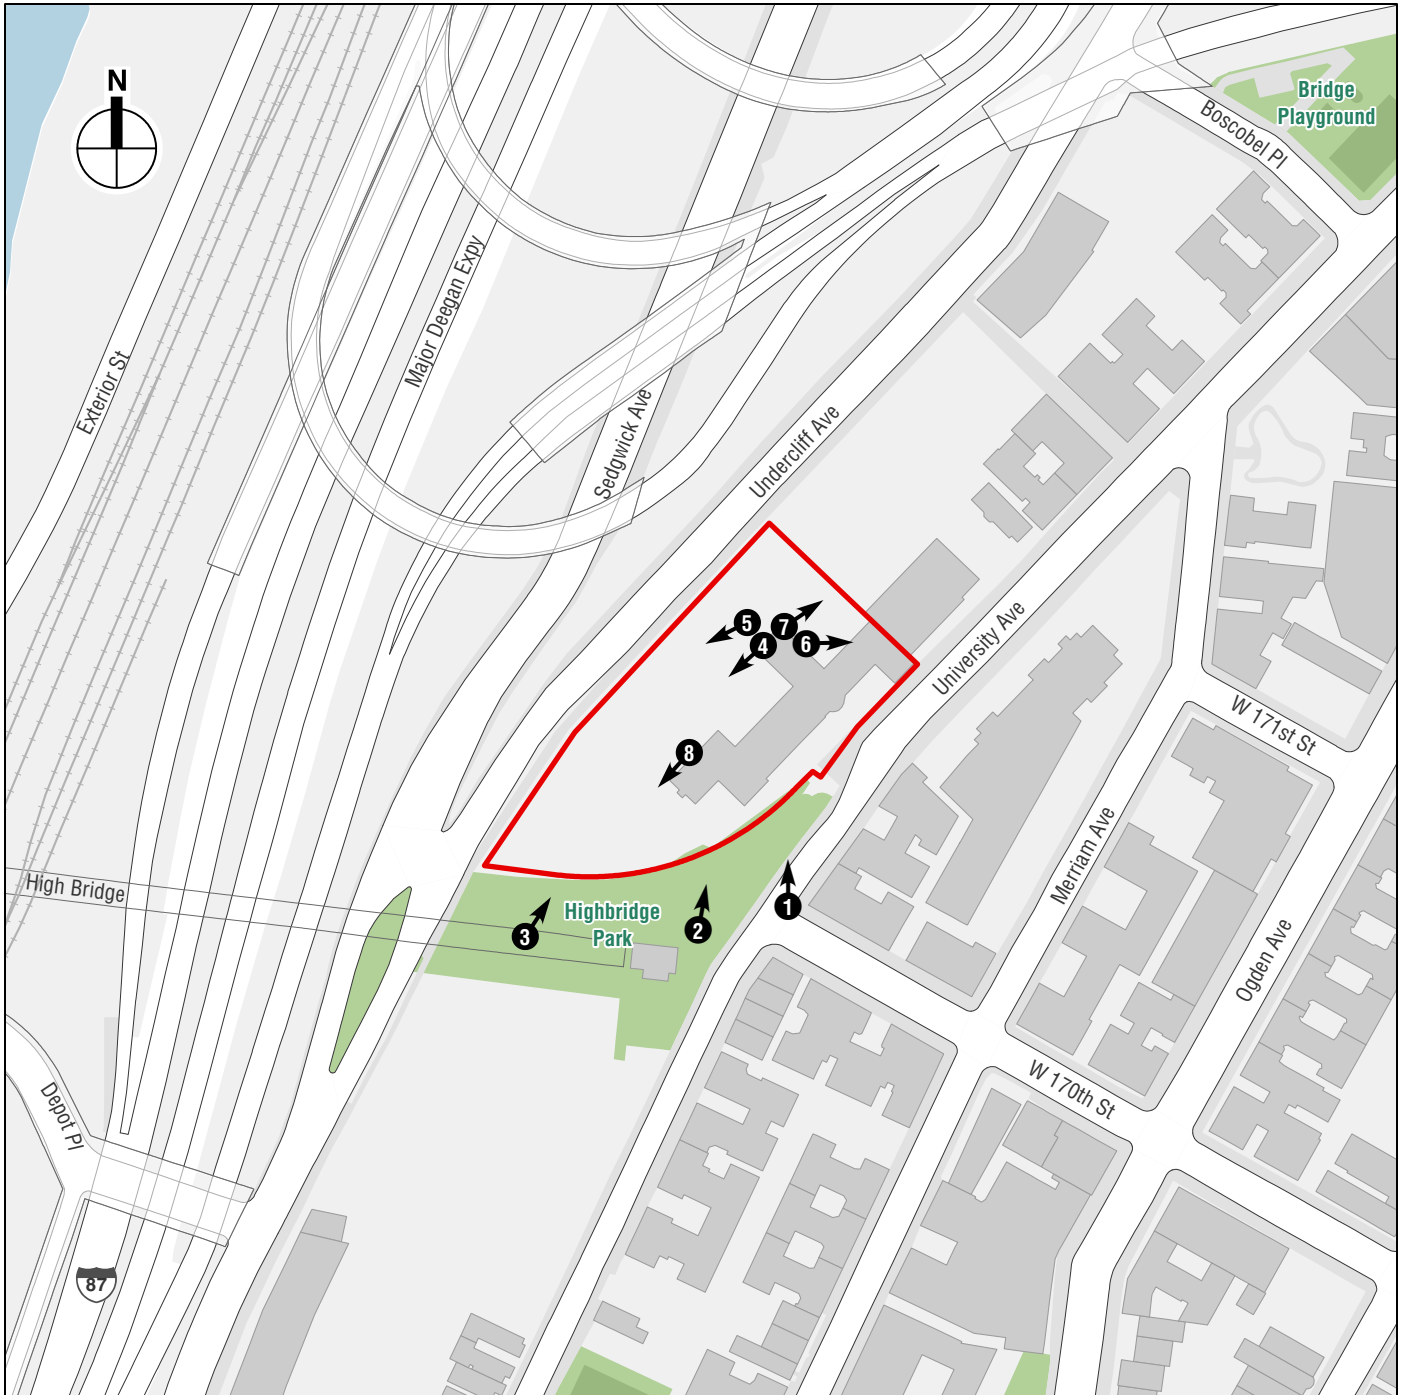 N
Bridge
Playground
Boscobel Pl
Major Deegan Expy
Exterior St
Sedgwick Ave
Undercliff Ave
University Ave
5
7
4
6
8
W 171st St
Merriam Ave
High Bridge
Highbridge
Park
1
2
3
Ogden Ave
W 170th St
Depot Pl
87